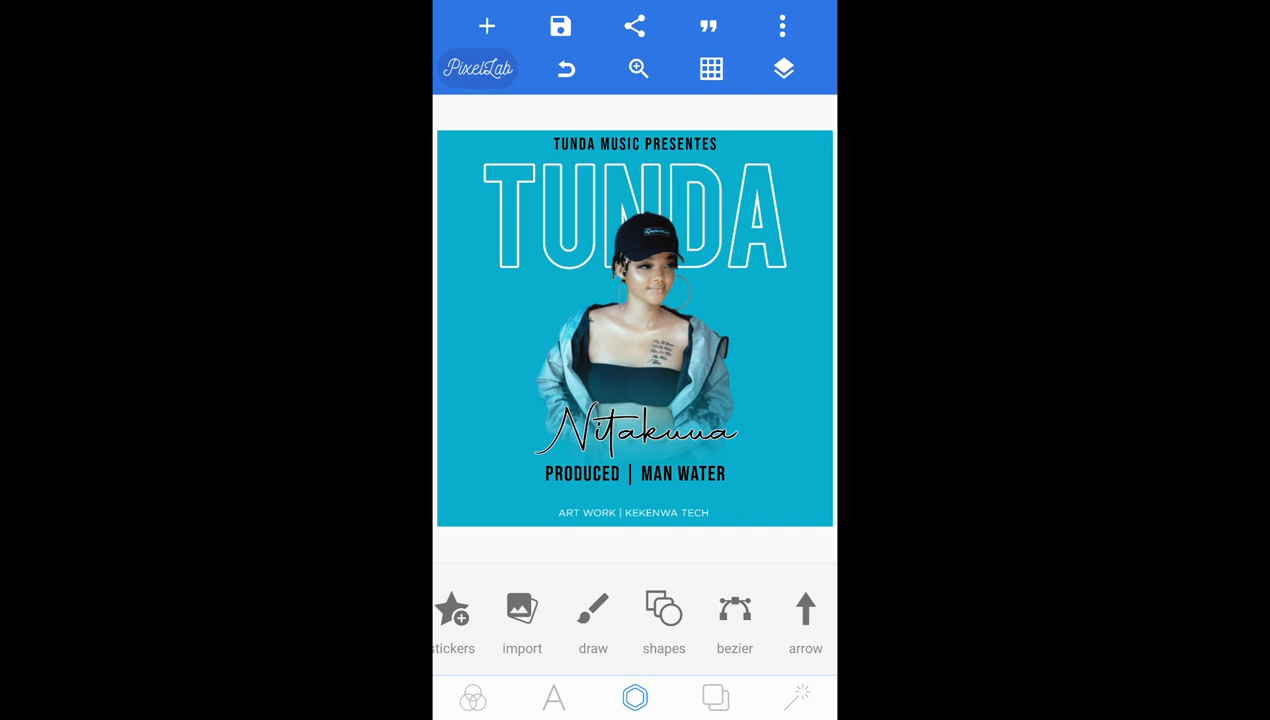 PixelLab
TUNDA MUSIC PRESENTES
TUNDA
Nitakuua
PRODUCED | MAN WATER
ART WORK | KEKENWA TECH
stickers import draw shapes bezier arrow